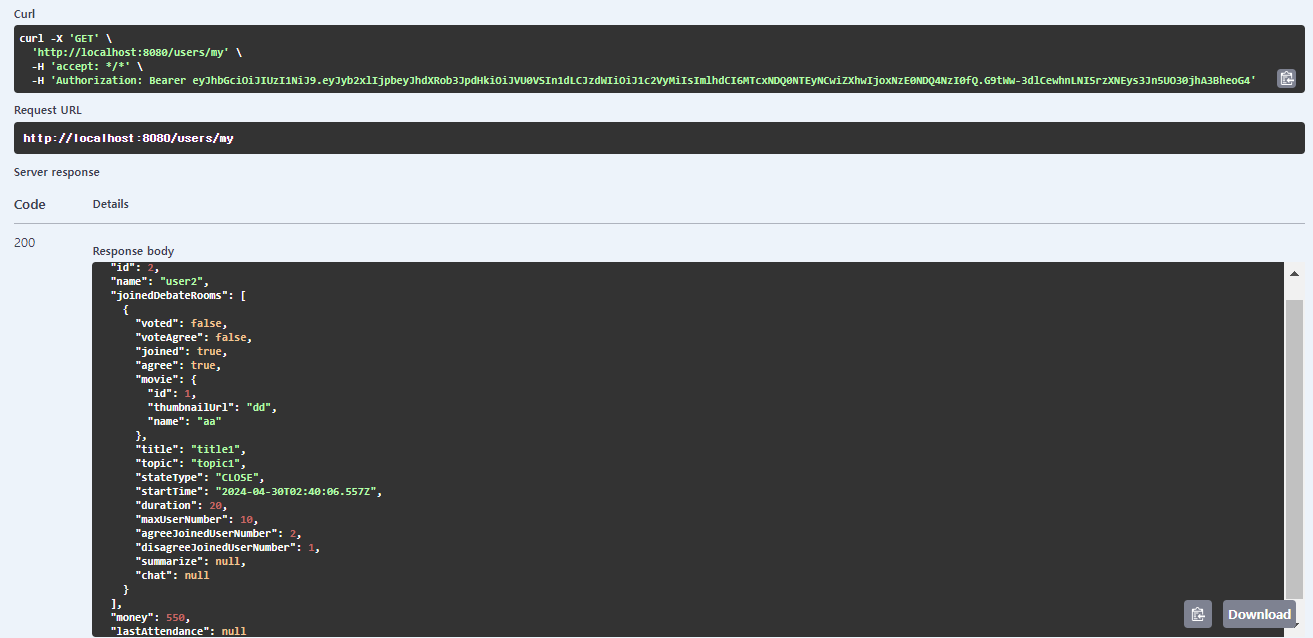 Curl
curl -X 'GET' \
'http://localhost:8080/users/my' \
-H 'accept: */*' \
-H 'Authorization: Bearer eyJhbGciOiJIUzI1NiJ9.eyJyb2xlIjpbeyJhdXRob3JpdHkiOiJVU0VSIn1dLCJzdWIiOiJ1c2VyMiIsImlhdCI6MTcxNDQ0NTEyNCwiZXhwIjoxNzE0NDQ4NzI0fQ.G9tWw-3dlCewhnLNI5rzXNEys3Jn5UO30jhA3BheoG4'
Request URL
http://localhost:8080/users/my
Server response
Code Details
200
Response body
"id": 2,
"name": "user2",
"joinedDebateRooms": [
{
"voted": false,
"voteAgree": false,
"joined": true,
"agree": true,
"movie": {
"id": 1,
"thumbnailUrl": "dd",
"name": "aa"
},
"title": "title1",
"topic": "topic1",
"stateType": "CLOSE",
"startTime": "2024-04-30T02:40:06.557Z",
"duration": 20,
"maxUserNumber": 10,
"agreeJoinedUserNumber": 2,
"disagreeJoinedUserNumber": 1,
"summarize": null,
"chat": null
}
],
"money": 550,
"lastAttendance": null
Download